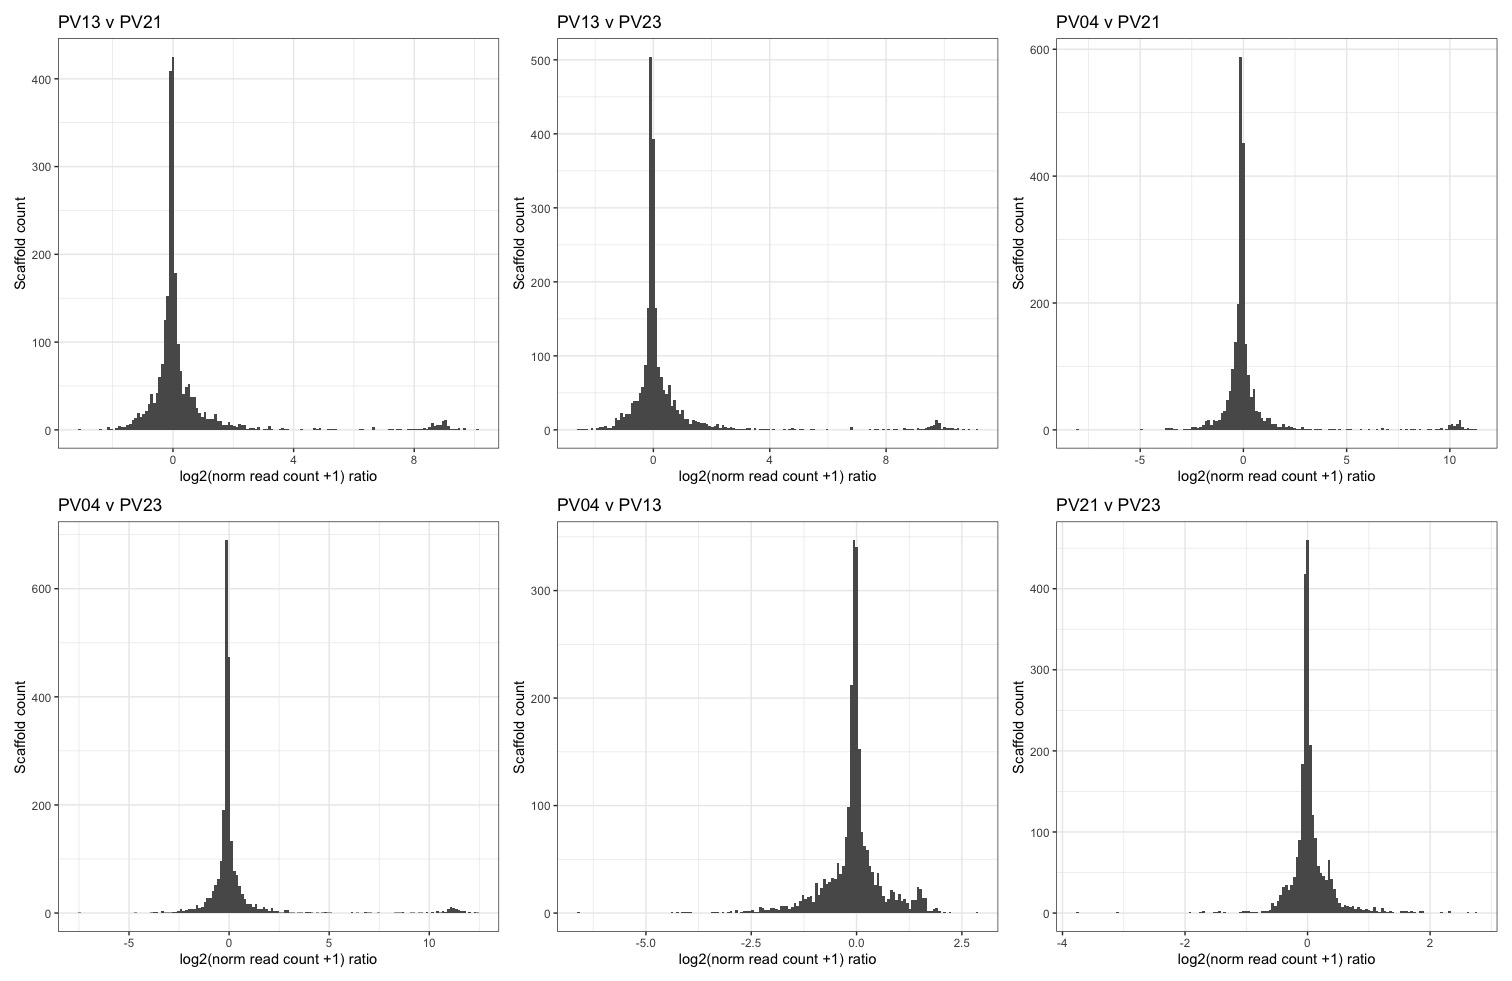 PV13 v PV21
PV13 v PV23
PV04 v PV21
400
300
200
100
0
Scaffold count
0
4
8
log2(norm read count +1) ratio
500
400
300
200
100
0
Scaffold count
0
4
8
log2(norm read count +1) ratio
600
400
200
0
Scaffold count
-5
0
5
10
log2(norm read count +1) ratio
PV04 v PV23
PV04 v PV13
PV21 v PV23
600
400
200
0
Scaffold count
-5
0
5
10
log2(norm read count +1) ratio
300
200
100
0
Scaffold count
-5.0
-2.5
0.0
2.5
log2(norm read count +1) ratio
400
300
200
100
0
Scaffold count
-4
-2
0
2
log2(norm read count +1) ratio